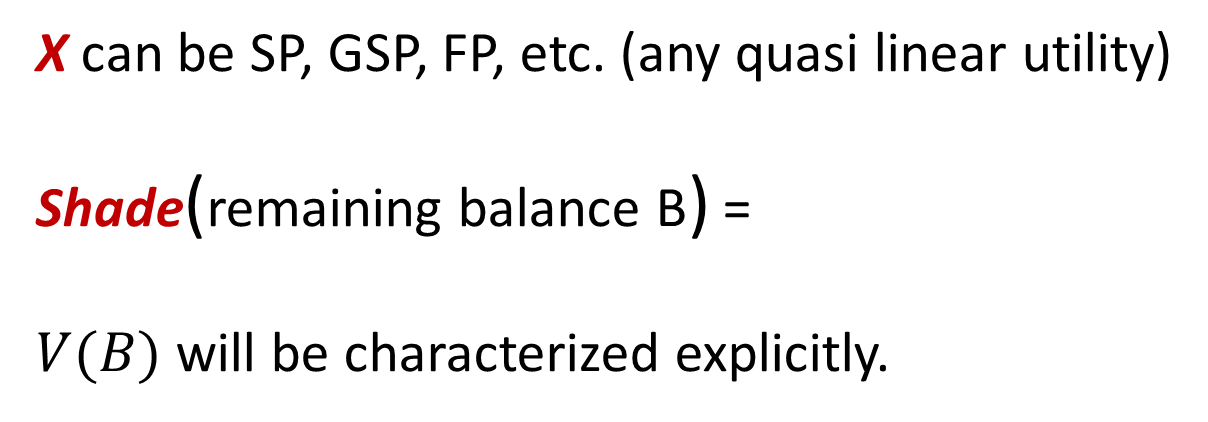 X can be SP, GSP, FP, etc. (any quasi linear utility)
Shade(remaining balance B) =
V(B) will be characterized explicitly.